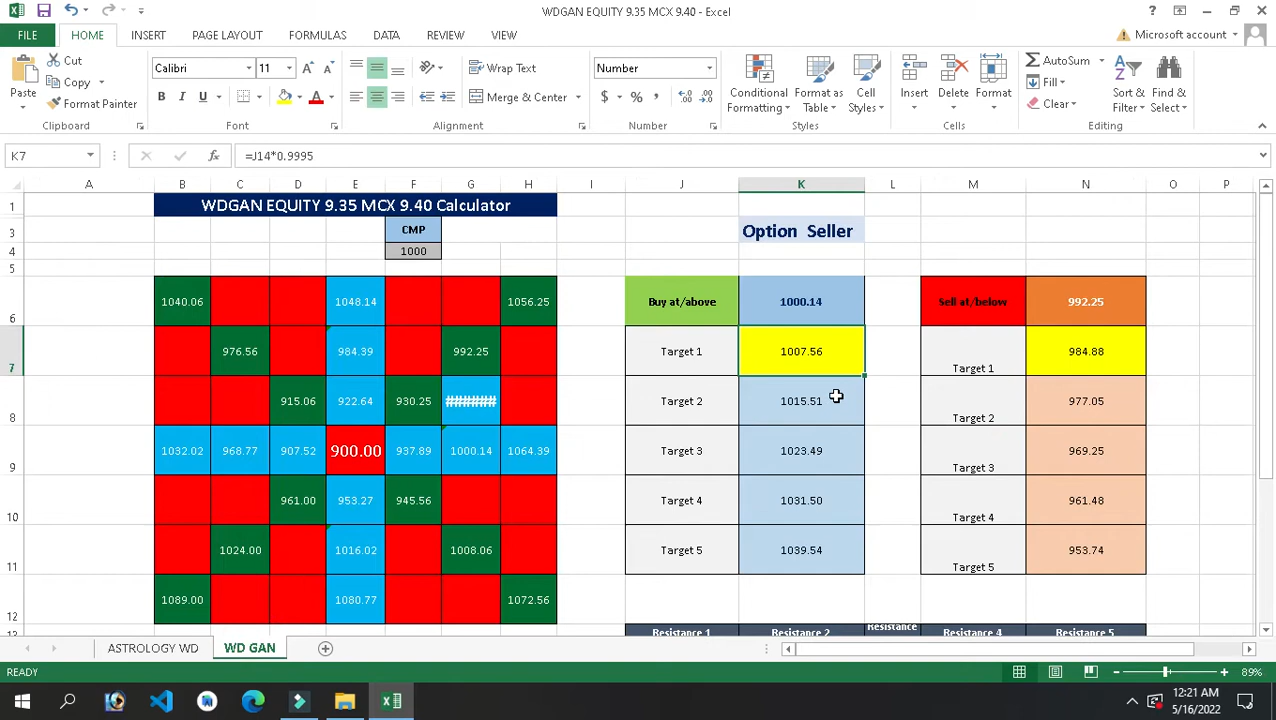 WDGAN EQUITY 9.35 MCX 9.40 - Excel
FILE HOME INSERT PAGE LAYOUT FORMULAS DATA REVIEW VIEW Microsoft account
Paste Cut Copy Format Painter Clipboard
Calibri 11 B I U Font
Wrap Text Merge & Center Alignment
Number $ % , Number
Conditional Formatting Format as Table Cell Styles Styles
Insert Delete Format Cells
AutoSum Fill Clear Sort & Filter Find & Select Editing
K7 fx =J14*0.9995
A B C D E F G H I J K L M N O P
1 WDGAN EQUITY 9.35 MCX 9.40 Calculator
3 CMP Option Seller
4 1000
5
6 1040.06 1048.14 1056.25 Buy at/above 1000.14 Sell at/below 992.25
7 976.56 984.39 992.25 Target 1 1007.56 Target 1 984.88
8 915.06 922.64 930.25 ####### Target 2 1015.51 Target 2 977.05
9 1032.02 968.77 907.52 900.00 937.89 1000.14 1064.39 Target 3 1023.49 Target 3 969.25
10 961.00 953.27 945.56 Target 4 1031.50 Target 4 961.48
11 1024.00 1016.02 1008.06 Target 5 1039.54 Target 5 953.74
12 1089.00 1080.77 1072.56
13 Resistance 1 Resistance 2 Resistance Resistance 4 Resistance 5
ASTROLOGY WD WD GAN
READY 89%
12:21 AM
5/16/2022